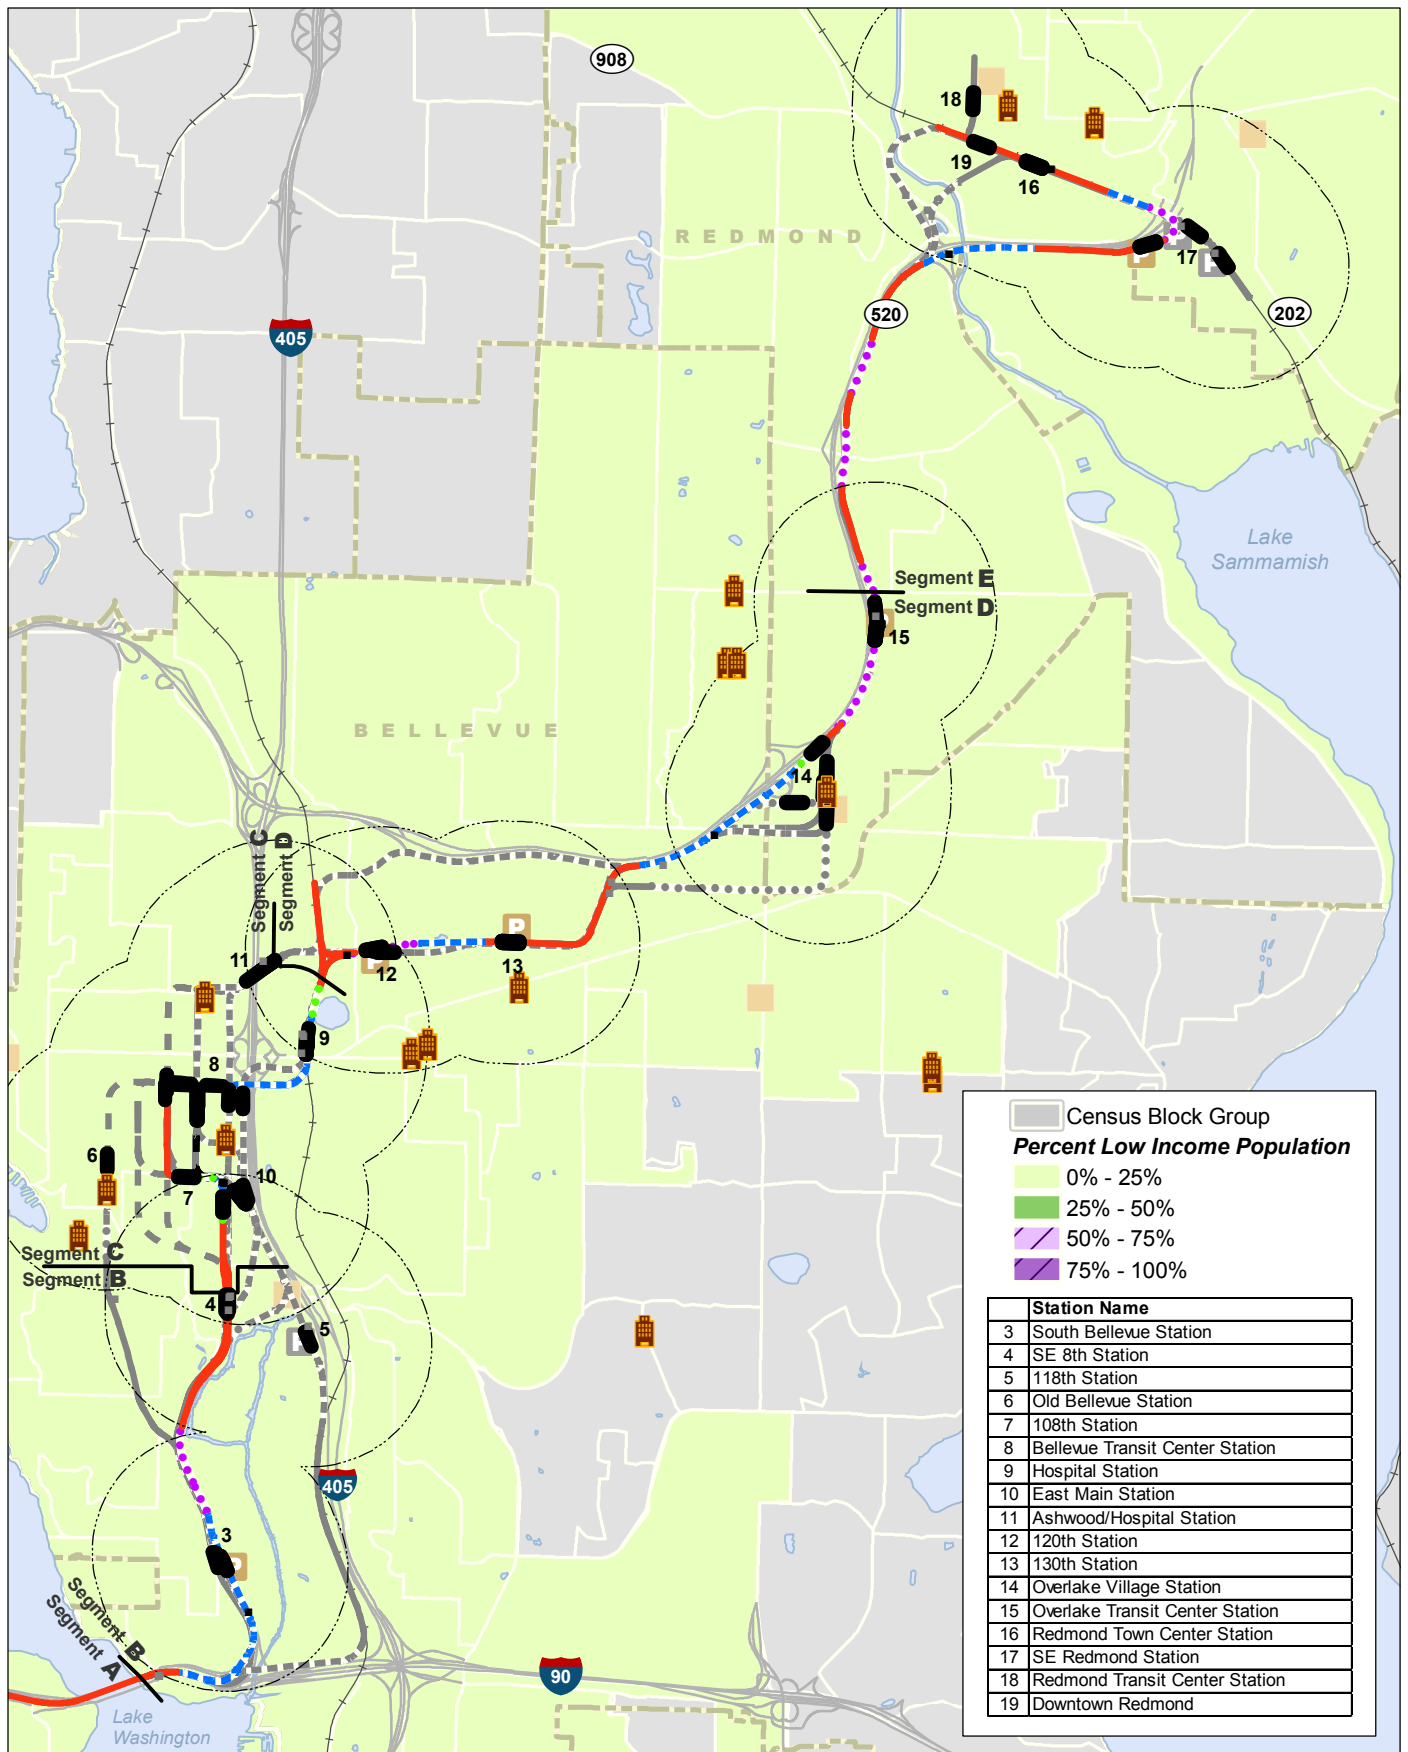 908
18
19
16
REDMOND
17
520
202
405
Lake
Sammamish
Segment E
Segment D
15
BELLEVUE
14
Segment C
Segment D
P
11
12
13
9
8
6
10
7
Segment C
Segment B
4
5
P
405
3
Segment B
Segment A
90
Lake
Washington
Census Block Group
Percent Low Income Population
0% - 25%
25% - 50%
50% - 75%
75% - 100%
Station Name
3 South Bellevue Station
4 SE 8th Station
5 118th Station
6 Old Bellevue Station
7 108th Station
8 Bellevue Transit Center Station
9 Hospital Station
10 East Main Station
11 Ashwood/Hospital Station
12 120th Station
13 130th Station
14 Overlake Village Station
15 Overlake Transit Center Station
16 Redmond Town Center Station
17 SE Redmond Station
18 Redmond Transit Center Station
19 Downtown Redmond